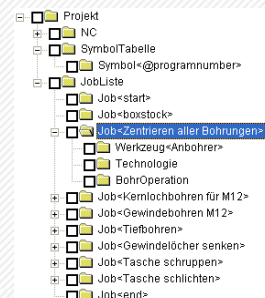 Projekt
NC
SymbolTabelle
Symbol<@programnumber>
JobListe
Job<start>
Job<boxstock>
Job<Zentrieren aller Bohrungen>
Werkzeug<Anbohrer>
Technologie
BohrOperation
Job<Kernlochbohren für M12>
Job<Gewindebohren M12>
Job<Tiefbohren>
Job<Gewindelöcher senken>
Job<Tasche schruppen>
Job<Tasche schlichten>
Job<end>